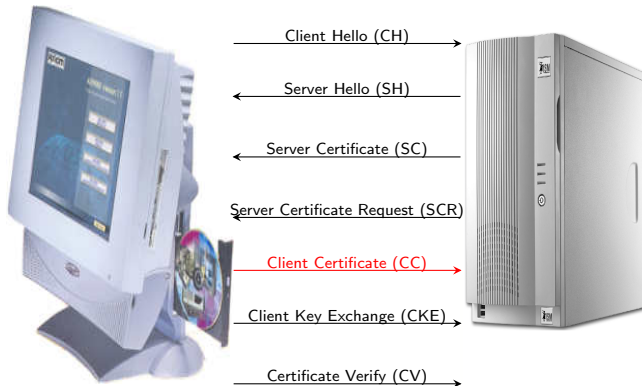 Client Hello (CH)
Server Hello (SH)
Server Certificate (SC)
Server Certificate Request (SCR)
Client Certificate (CC)
Client Key Exchange (CKE)
Certificate Verify (CV)